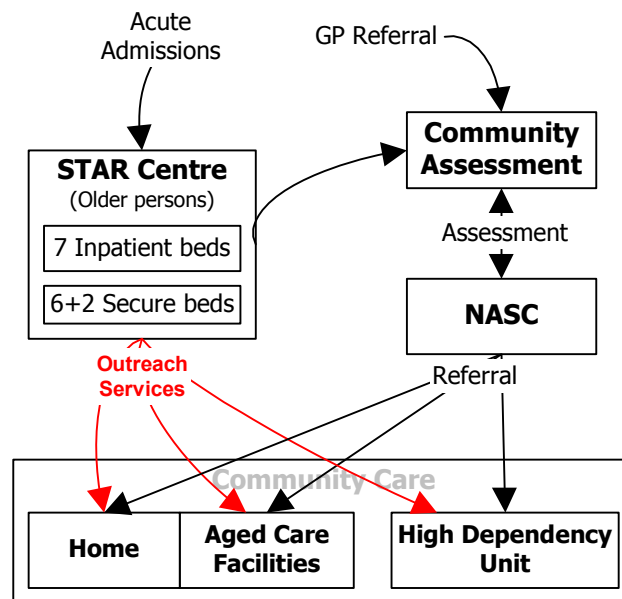 Acute
Admissions
GP Referral
STAR Centre
(Older persons)
7 Inpatient beds
6+2 Secure beds
Community
Assessment
Assessment
NASC
Outreach
Services
Referral
Community Care
Home
Aged Care
Facilities
High Dependency
Unit